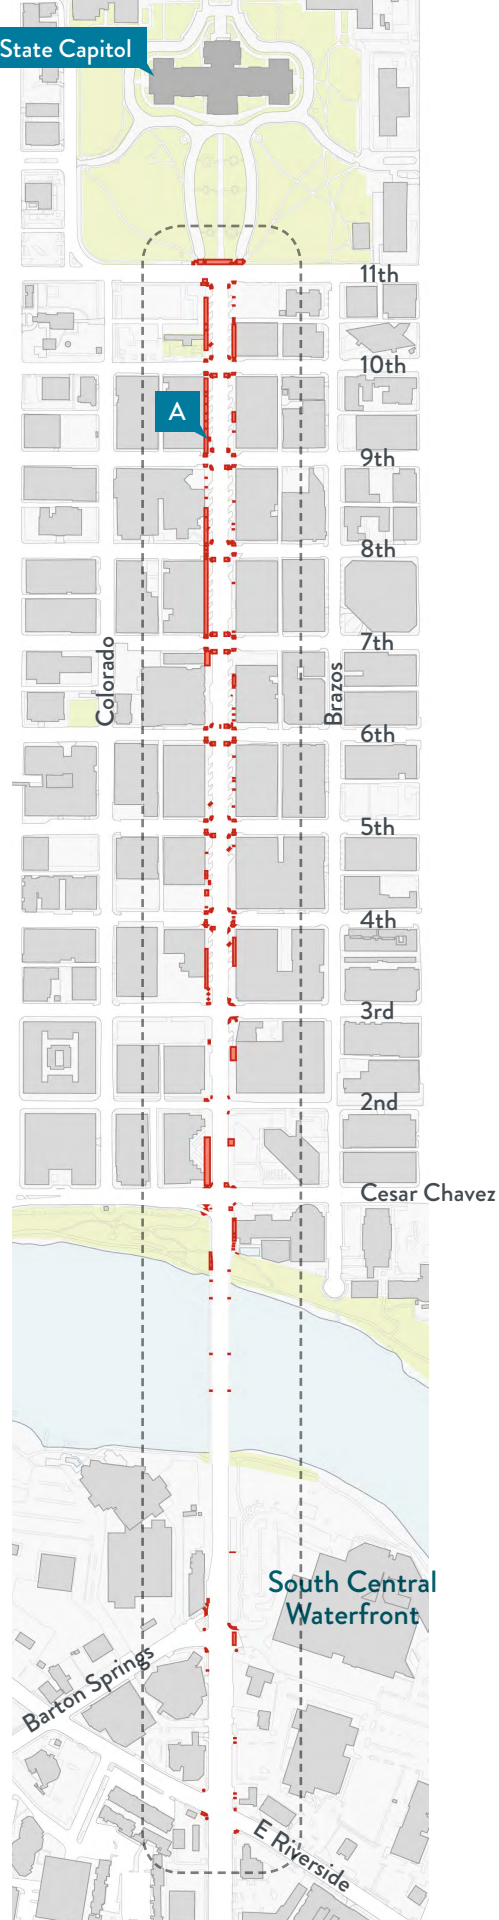 State Capitol
11th
10th
A
9th
8th
7th
Colorado
Brazos
6th
5th
4th
3rd
2nd
Cesar Chavez
South Central
Waterfront
Barton Springs
E Riverside